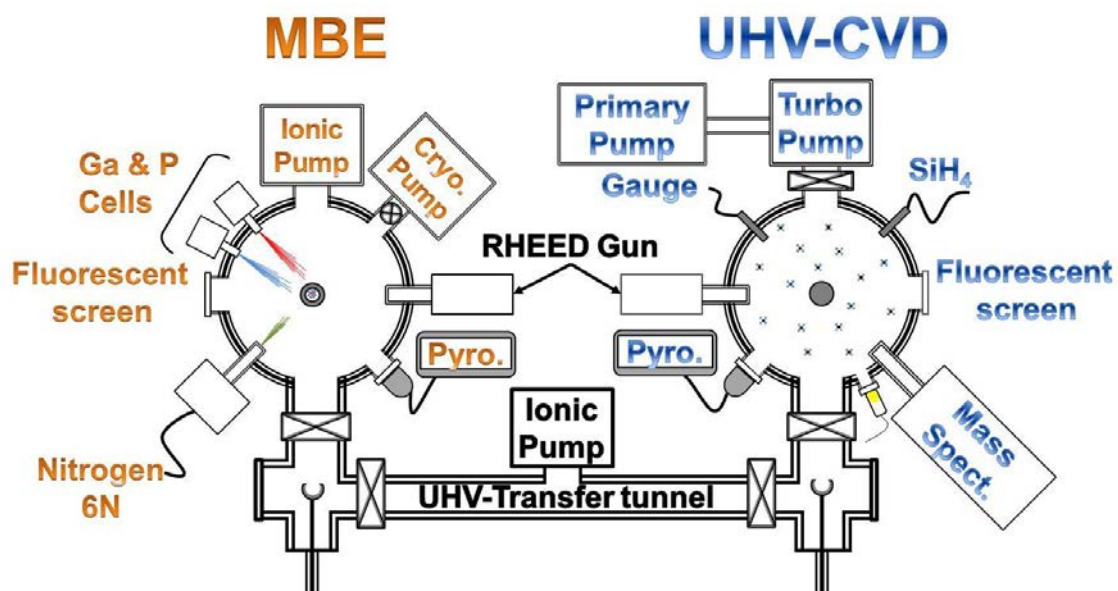 MBE
UHV-CVD
Ionic
Pump
Cryo.
Pump
Primary
Pump
Turbo
Pump
Ga & P
Cells
Gauge
SiH₄
RHEED Gun
Fluorescent
screen
Fluorescent
screen
Pyro.
Pyro.
Ionic
Pump
Mass
Spect.
Nitrogen
6N
UHV-Transfer tunnel